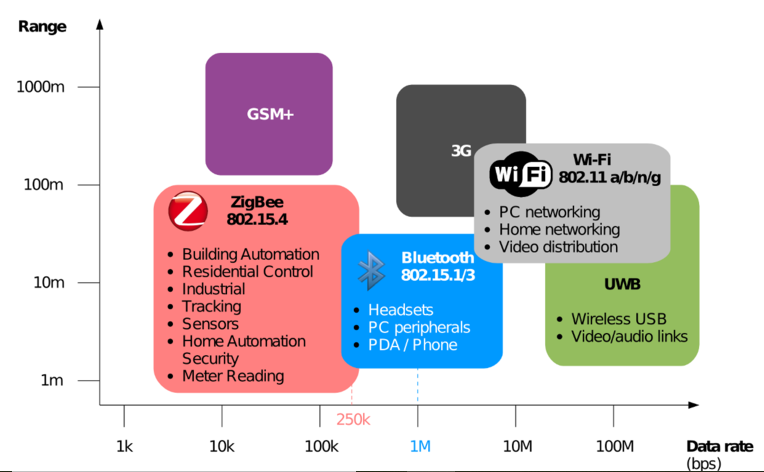 Range
1000m
100m
10m
1m
GSM+
3G
ZigBee
802.15.4
Building Automation
Residential Control
Industrial
Tracking
Sensors
Home Automation
Security
Meter Reading
Bluetooth
802.15.1/3
Headsets
PC peripherals
PDA / Phone
Wi Fi
Wi-Fi
802.11 a/b/n/g
PC networking
Home networking
Video distribution
UWB
Wireless USB
Video/audio links
250k
1k
10k
100k
1M
10M
100M
Data rate
(bps)